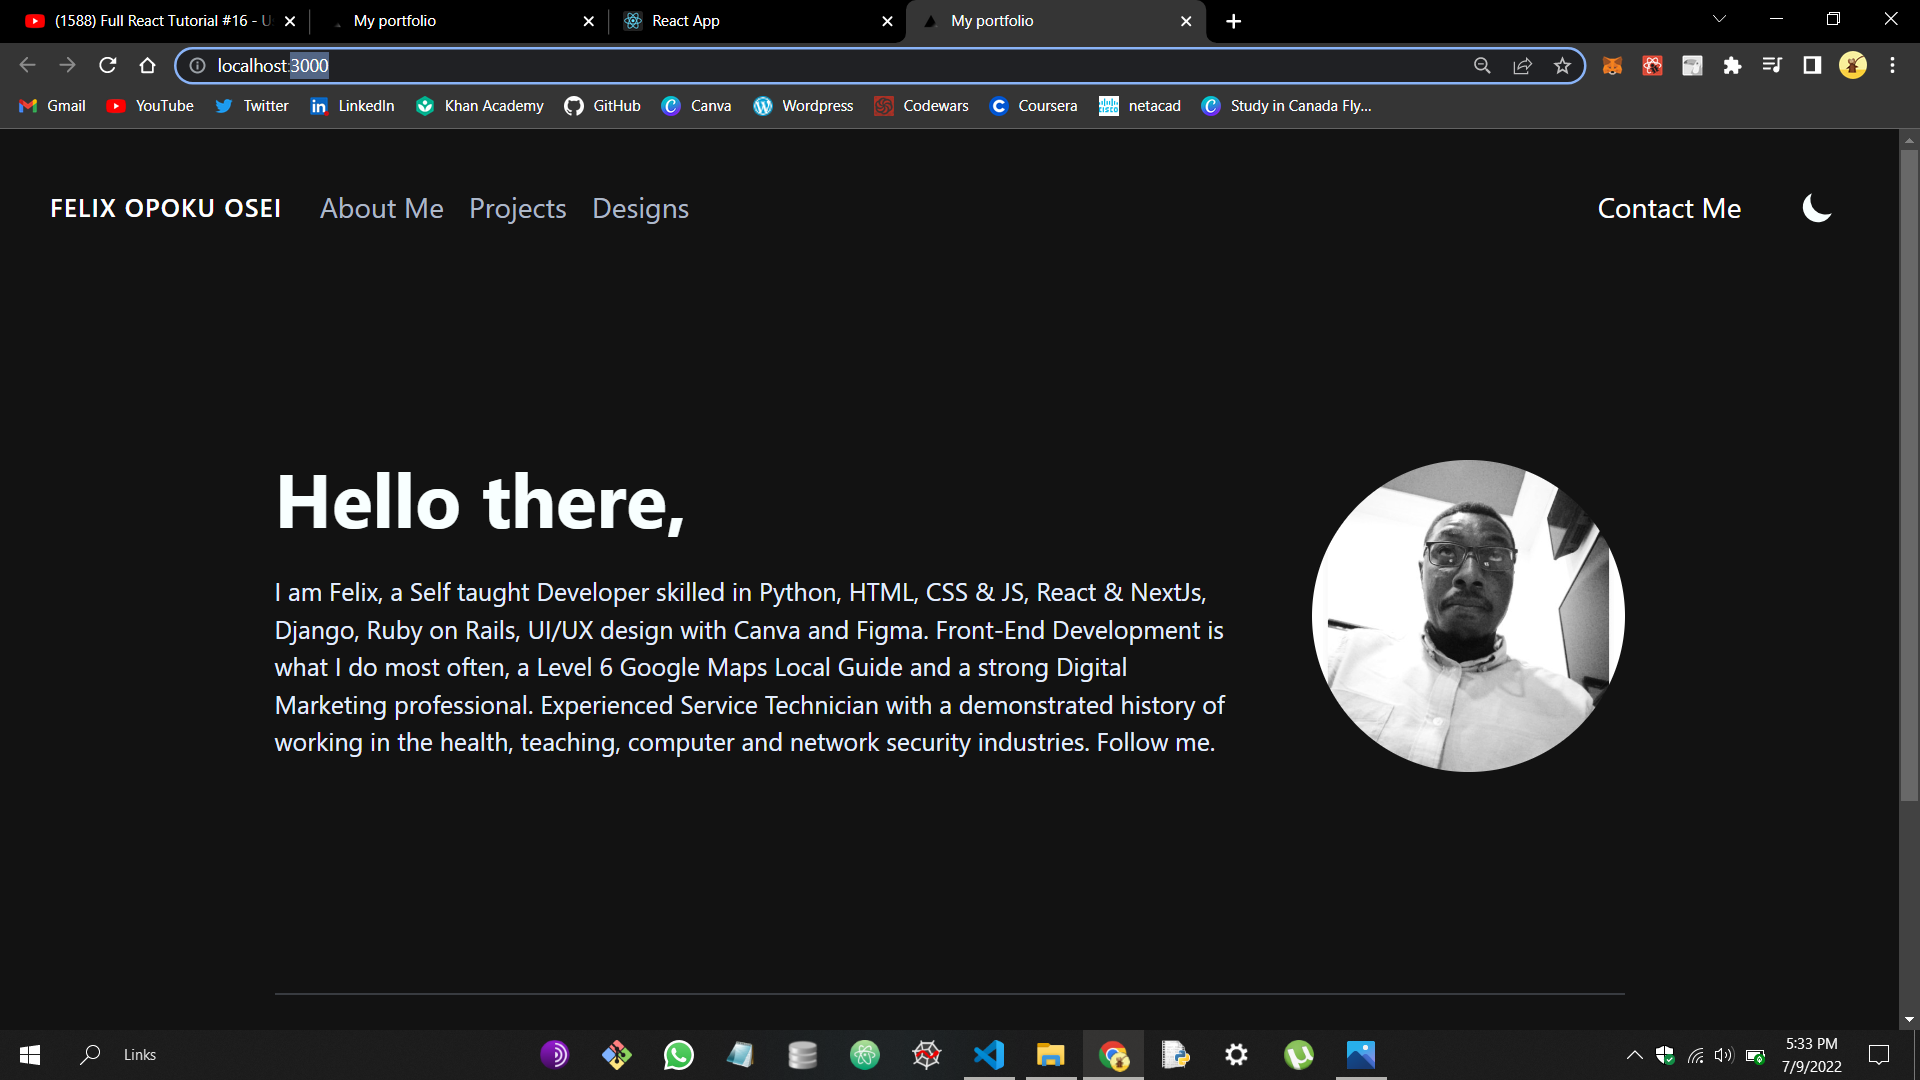 (1588) Full React Tutorial #16 - U
My portfolio
React App
My portfolio
localhost:3000
Gmail
YouTube
Twitter
LinkedIn
Khan Academy
GitHub
Canva
Wordpress
Codewars
Coursera
netacad
Study in Canada Fly...
FELIX OPOKU OSEI
About Me
Projects
Designs
Contact Me
Hello there,
I am Felix, a Self taught Developer skilled in Python, HTML, CSS & JS, React & NextJs,
Django, Ruby on Rails, UI/UX design with Canva and Figma. Front-End Development is
what I do most often, a Level 6 Google Maps Local Guide and a strong Digital
Marketing professional. Experienced Service Technician with a demonstrated history of
working in the health, teaching, computer and network security industries. Follow me.
Links
5:33 PM
7/9/2022